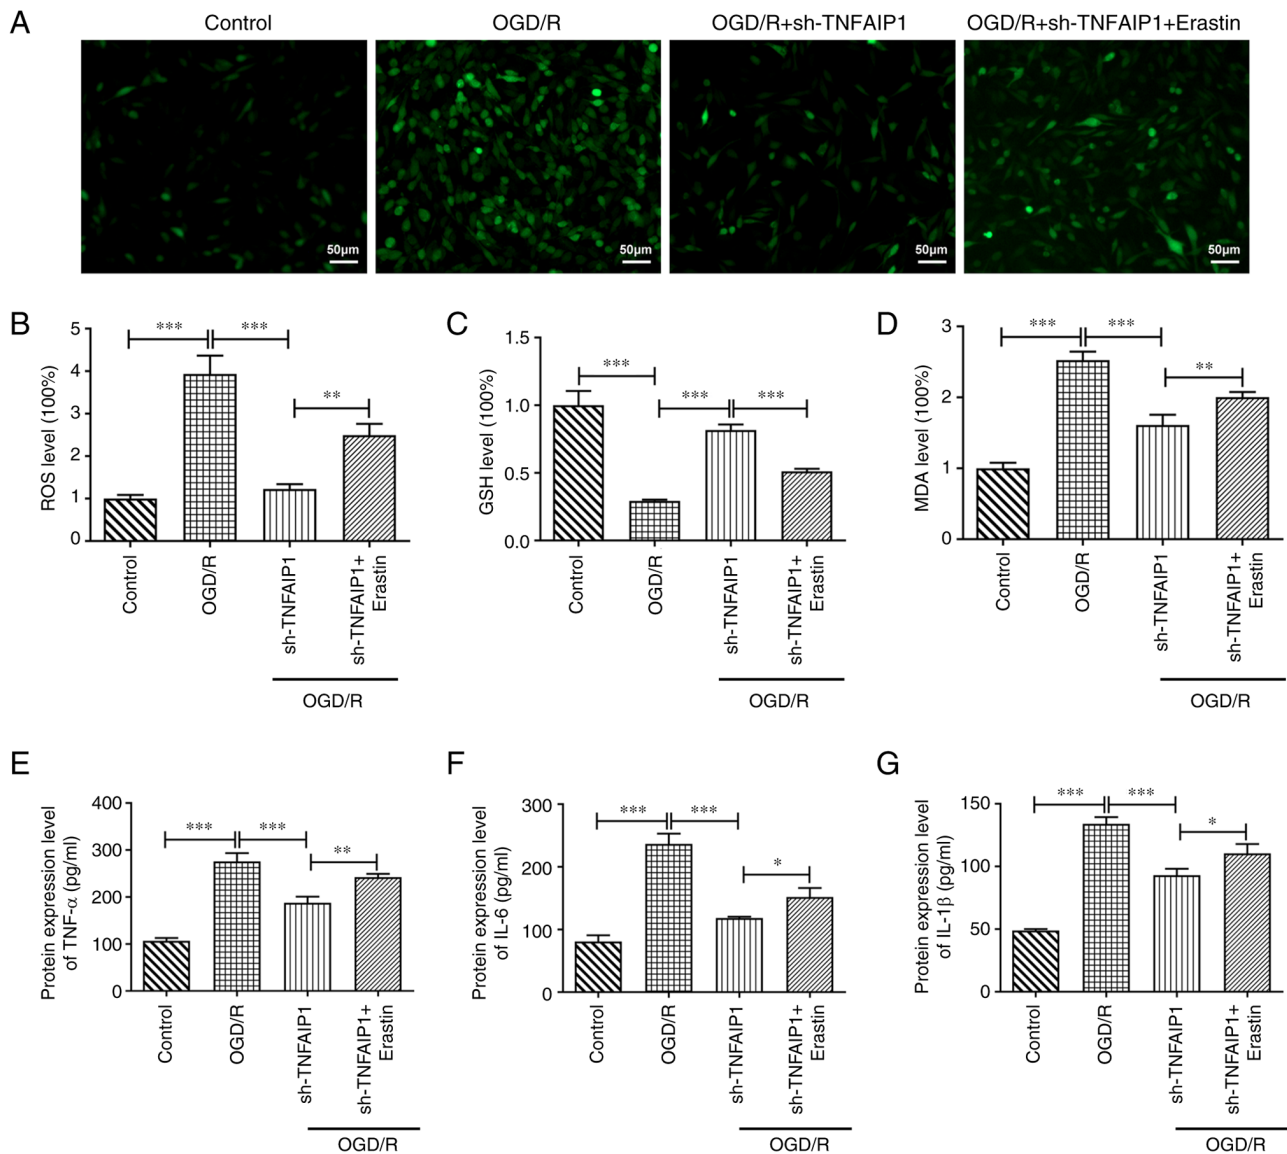 A
Control
OGD/R
OGD/R+sh-TNFAIP1
OGD/R+sh-TNFAIP1+Erastin
50μm
50μm
50μm
50μm
B
ROS level (100%)
5
4
3
2
1
0
***
***
**
Control
OGD/R
sh-TNFAIP1
sh-TNFAIP1+
Erastin
OGD/R
C
GSH level (100%)
1.5
1.0
0.5
0.0
***
***
***
Control
OGD/R
sh-TNFAIP1
sh-TNFAIP1+
Erastin
OGD/R
D
MDA level (100%)
3
2
1
0
***
***
**
Control
OGD/R
sh-TNFAIP1
sh-TNFAIP1+
Erastin
OGD/R
E
Protein expression level
of TNF-α (pg/ml)
400
300
200
100
0
***
***
**
Control
OGD/R
sh-TNFAIP1
sh-TNFAIP1+
Erastin
OGD/R
F
Protein expression level
of IL-6 (pg/ml)
300
200
100
0
***
***
*
Control
OGD/R
sh-TNFAIP1
sh-TNFAIP1+
Erastin
OGD/R
G
Protein expression level
of IL-1β (pg/ml)
150
100
50
0
***
***
*
Control
OGD/R
sh-TNFAIP1
sh-TNFAIP1+
Erastin
OGD/R